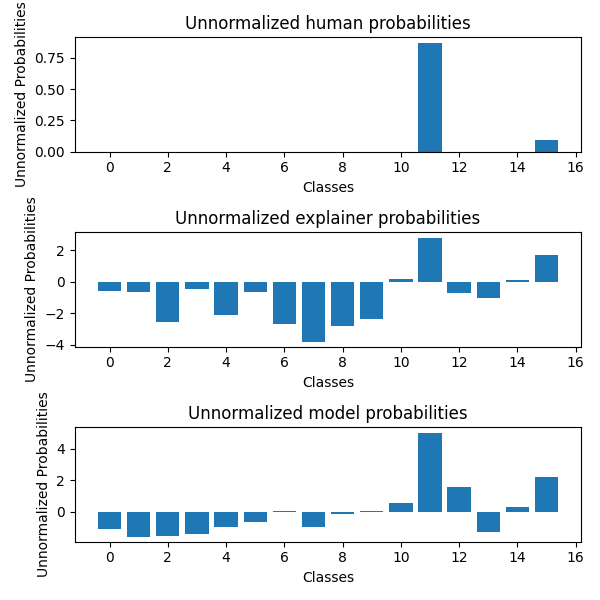 Unnormalized human probabilities
Unnormalized Probabilities
0.75
0.50
0.25
0.00
0 2 4 6 8 10 12 14 16
Classes
Unnormalized explainer probabilities
Unnormalized Probabilities
2
0
−2
−4
0 2 4 6 8 10 12 14 16
Classes
Unnormalized model probabilities
Unnormalized Probabilities
4
2
0
0 2 4 6 8 10 12 14 16
Classes